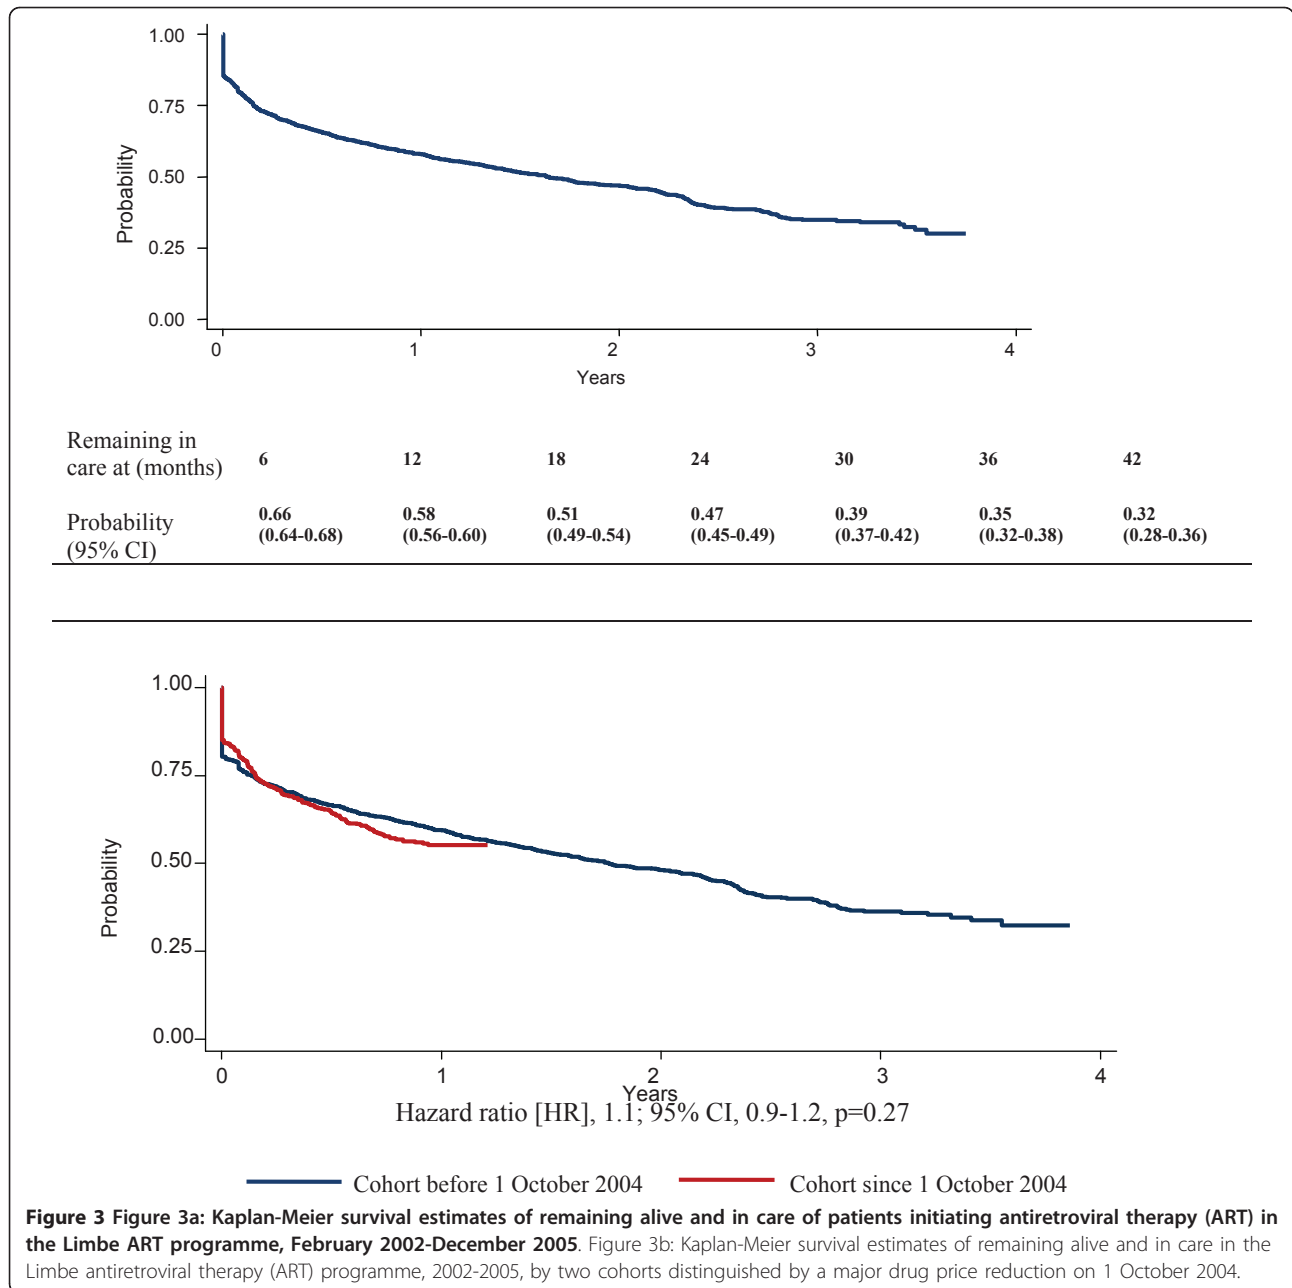 1.00
0.75
0.50
0.25
0.00
Probability
0 1 2 3 4
Years
Remaining in care at (months) 6 12 18 24 30 36 42
Probability (95% CI) 0.66 (0.64-0.68) 0.58 (0.56-0.60) 0.51 (0.49-0.54) 0.47 (0.45-0.49) 0.39 (0.37-0.42) 0.35 (0.32-0.38) 0.32 (0.28-0.36)
1.00
0.75
0.50
0.25
0.00
Probability
0 1 2 3 4
Years
Hazard ratio [HR], 1.1; 95% CI, 0.9-1.2, p=0.27
Cohort before 1 October 2004 Cohort since 1 October 2004
Figure 3 Figure 3a: Kaplan-Meier survival estimates of remaining alive and in care of patients initiating antiretroviral therapy (ART) in
the Limbe ART programme, February 2002-December 2005. Figure 3b: Kaplan-Meier survival estimates of remaining alive and in care in the
Limbe antiretroviral therapy (ART) programme, 2002-2005, by two cohorts distinguished by a major drug price reduction on 1 October 2004.